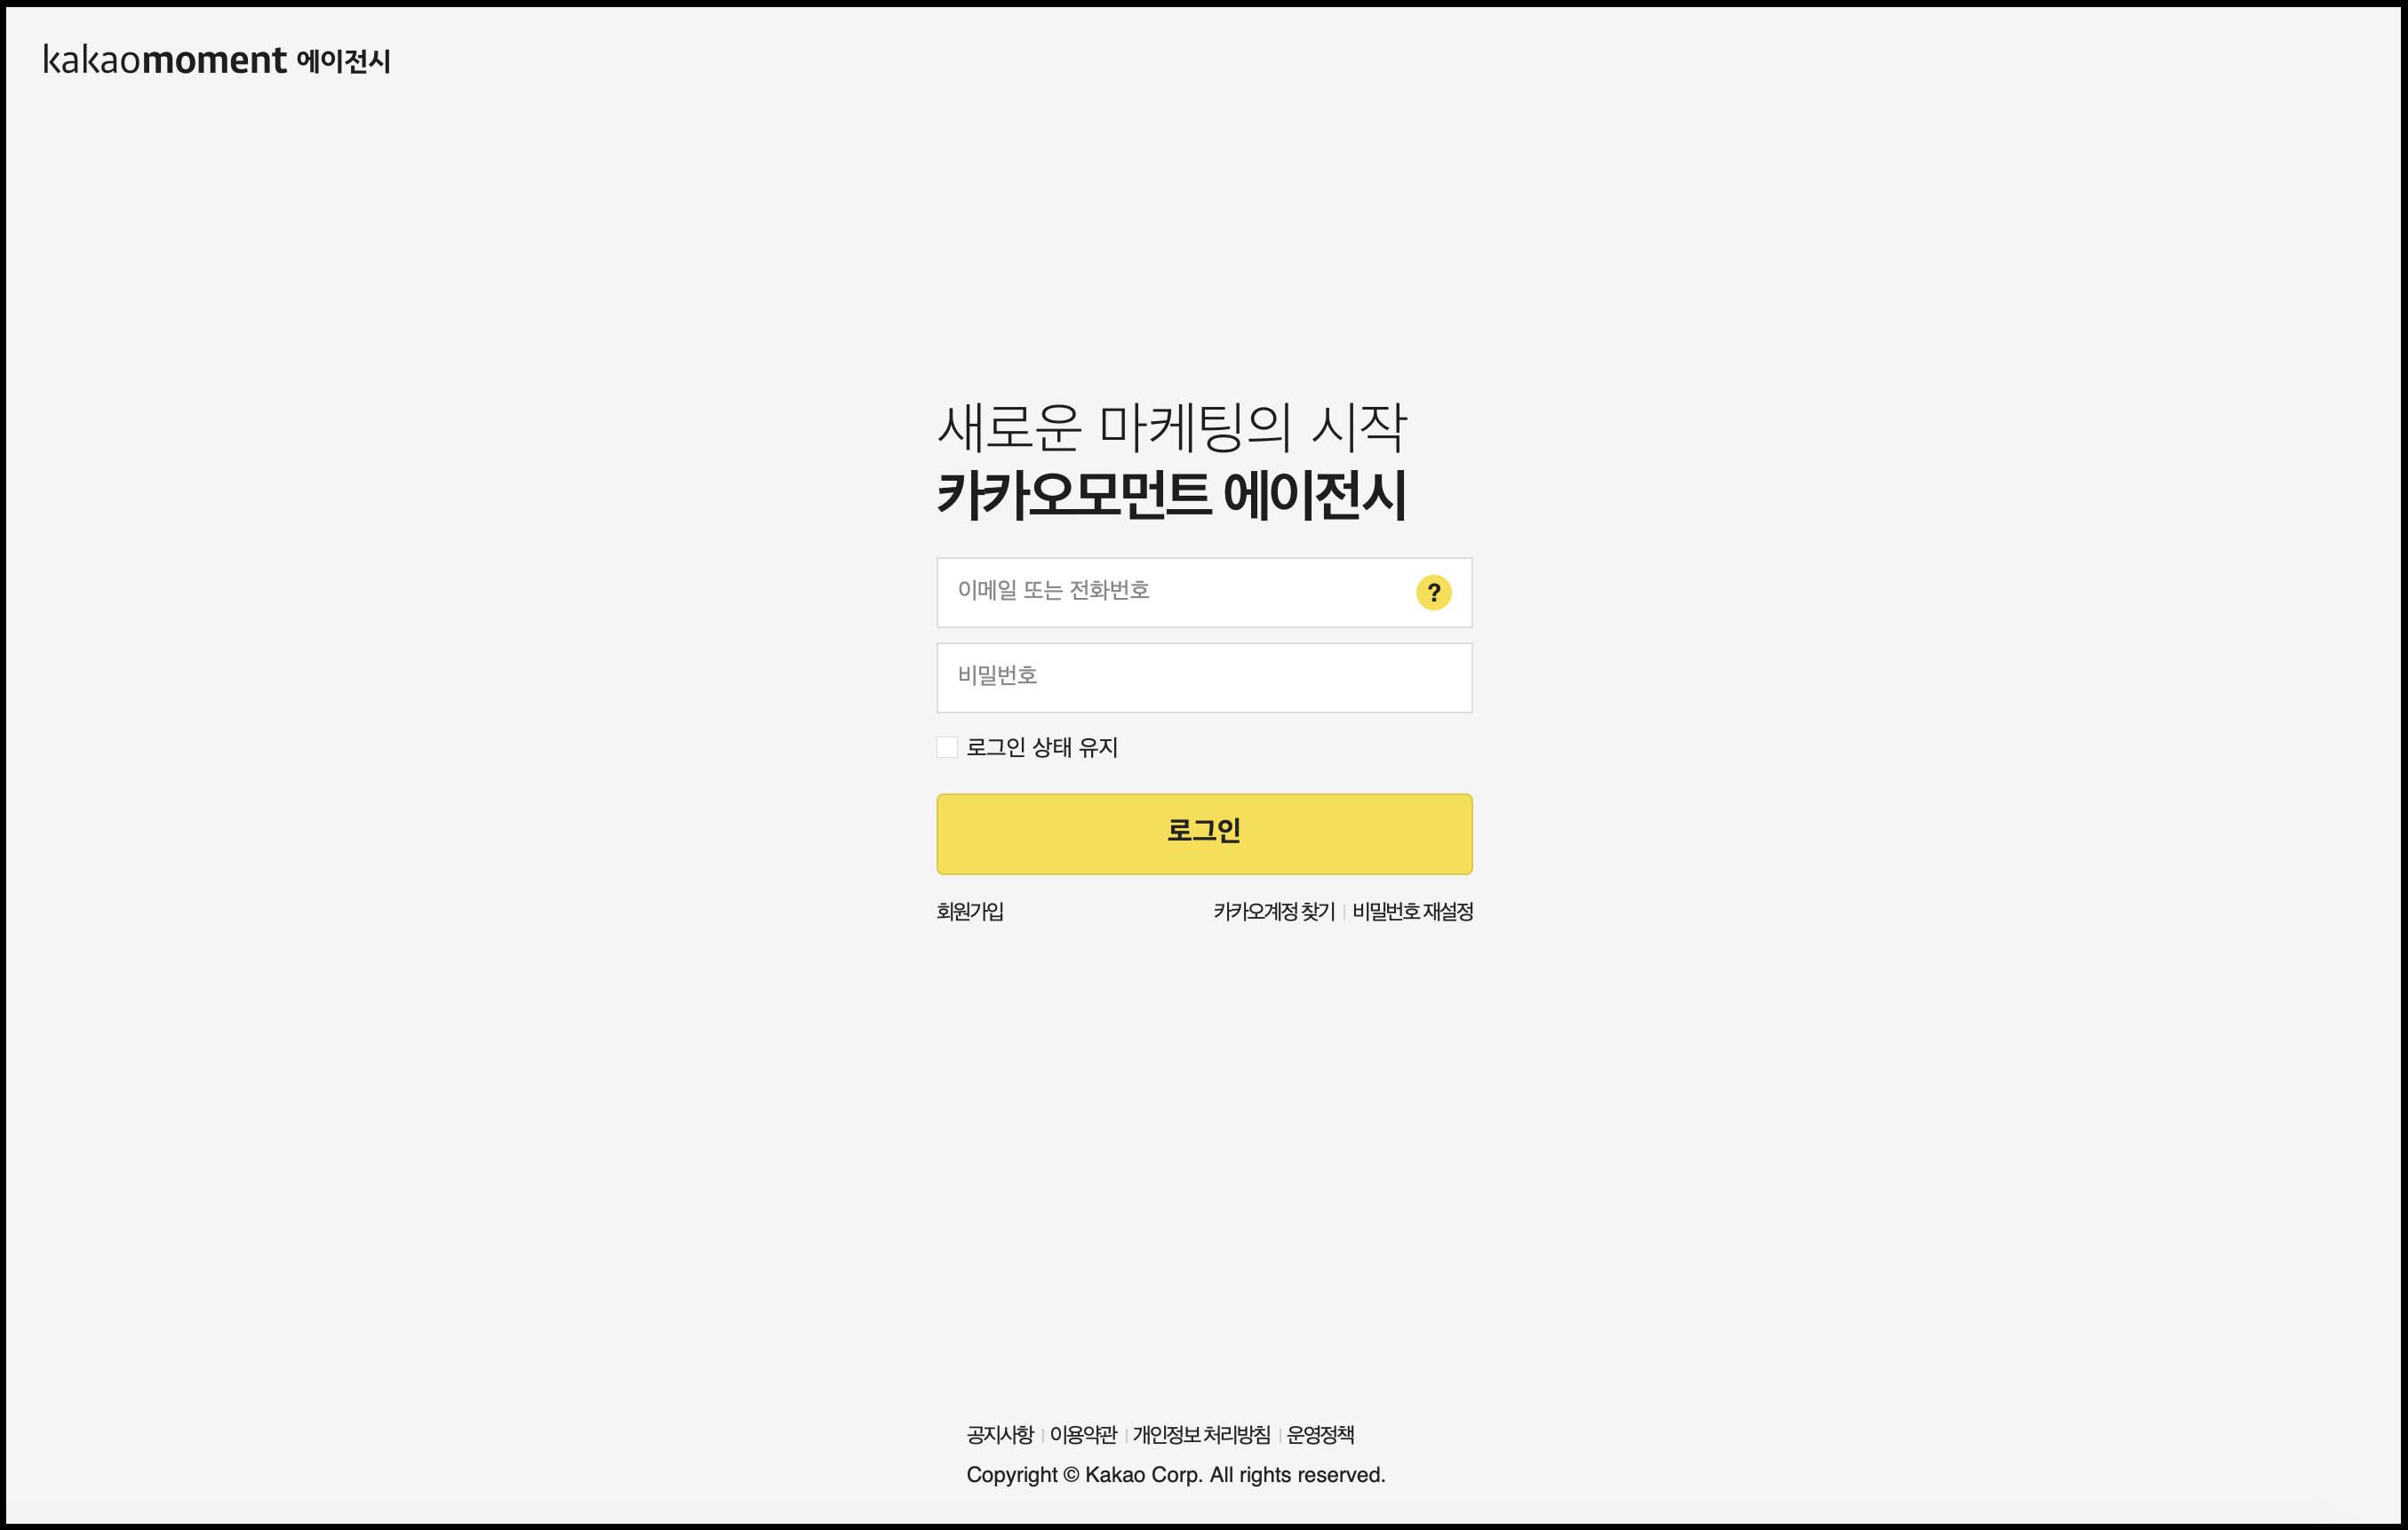 kakaomoment 에이전시
새로운 마케팅의 시작
카카오모먼트 에이전시
이메일 또는 전화번호 ?
비밀번호
로그인 상태 유지
로그인
회원가입 카카오계정 찾기 | 비밀번호 재설정
공지사항 | 이용약관 | 개인정보 처리방침 | 운영정책
Copyright © Kakao Corp. All rights reserved.